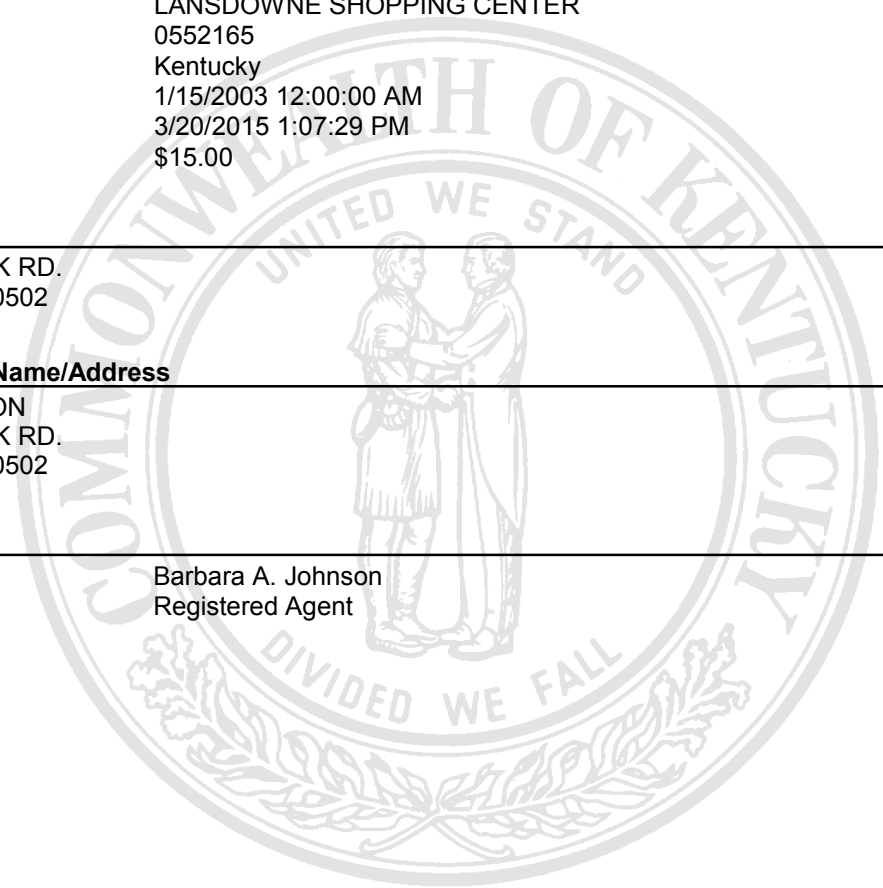 LANSDOWNE SHOPPING CENTER
0552165
Kentucky
1/15/2003 12:00:00 AM
3/20/2015 1:07:29 PM
$15.00
K RD.
0502
Name/Address
ON
K RD.
0502
Barbara A. Johnson
Registered Agent
COMMONWEALTH OF KENTUCKY
UNITED WE STAND
DIVIDED WE FALL